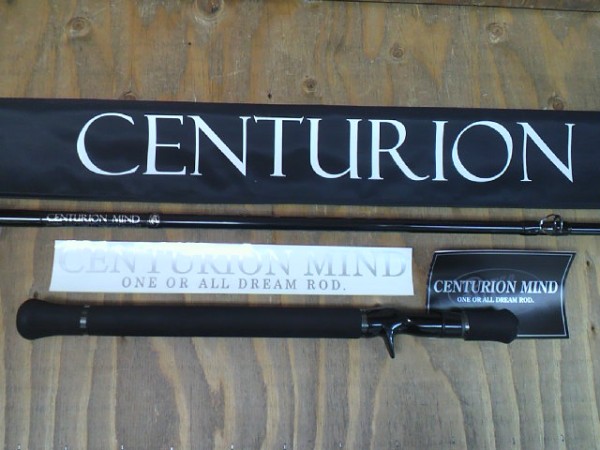 CENTURION
CENTURION MIND
CENTURION MIND
ONE OR ALL DREAM ROD.
CENTURION MIND
ONE OR ALL DREAM ROD.